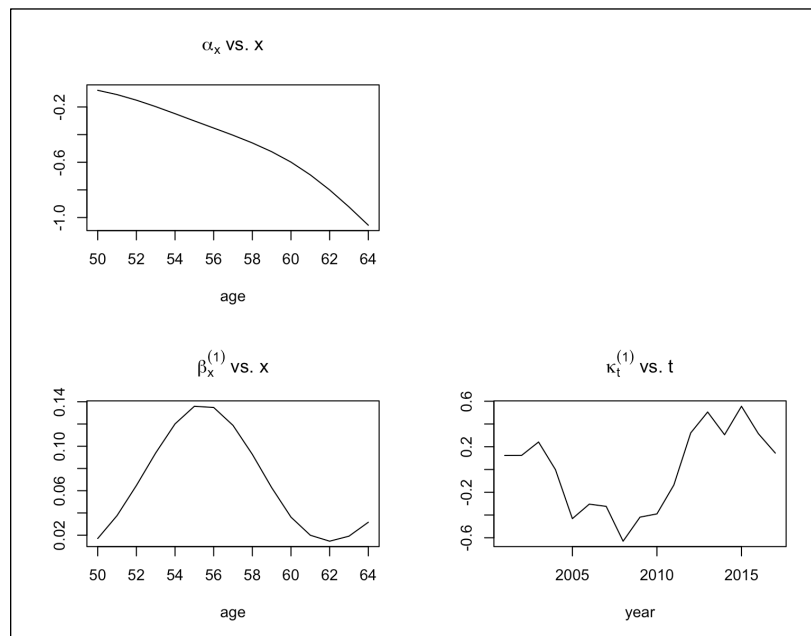 αₓ vs. x
-0.2
-0.6
-1.0
50 52 54 56 58 60 62 64
age
βₓ⁽¹⁾ vs. x
0.14
0.10
0.06
0.02
50 52 54 56 58 60 62 64
age
κₜ⁽¹⁾ vs. t
0.6
0.2
-0.2
-0.6
2005 2010 2015
year